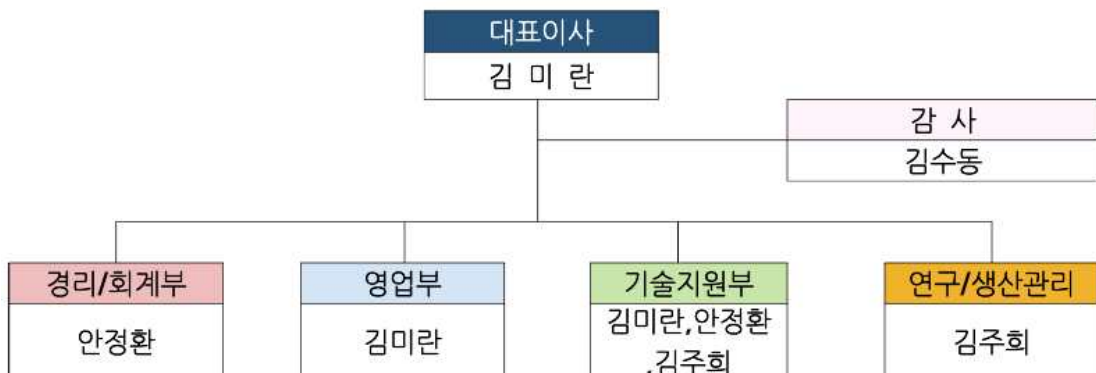 대표이사
김 미 란
감 사
김수동
경리/회계부
영업부
기술지원부
연구/생산관리
안정환
김미란
김미란,안정환
,김주희
김주희